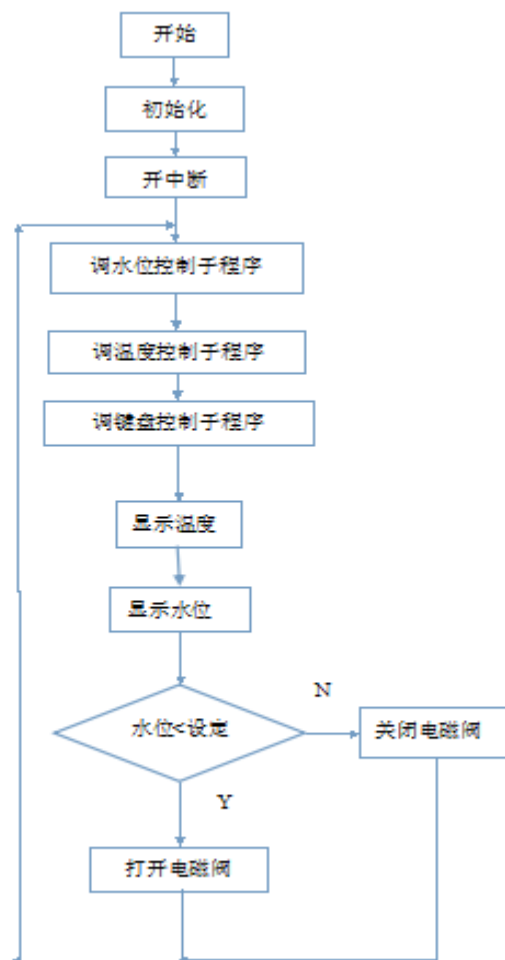 开始
初始化
开中断
调水位控制子程序
调温度控制子程序
调键盘控制子程序
显示温度
显示水位
水位<设定
N
关闭电磁阀
Y
打开电磁阀